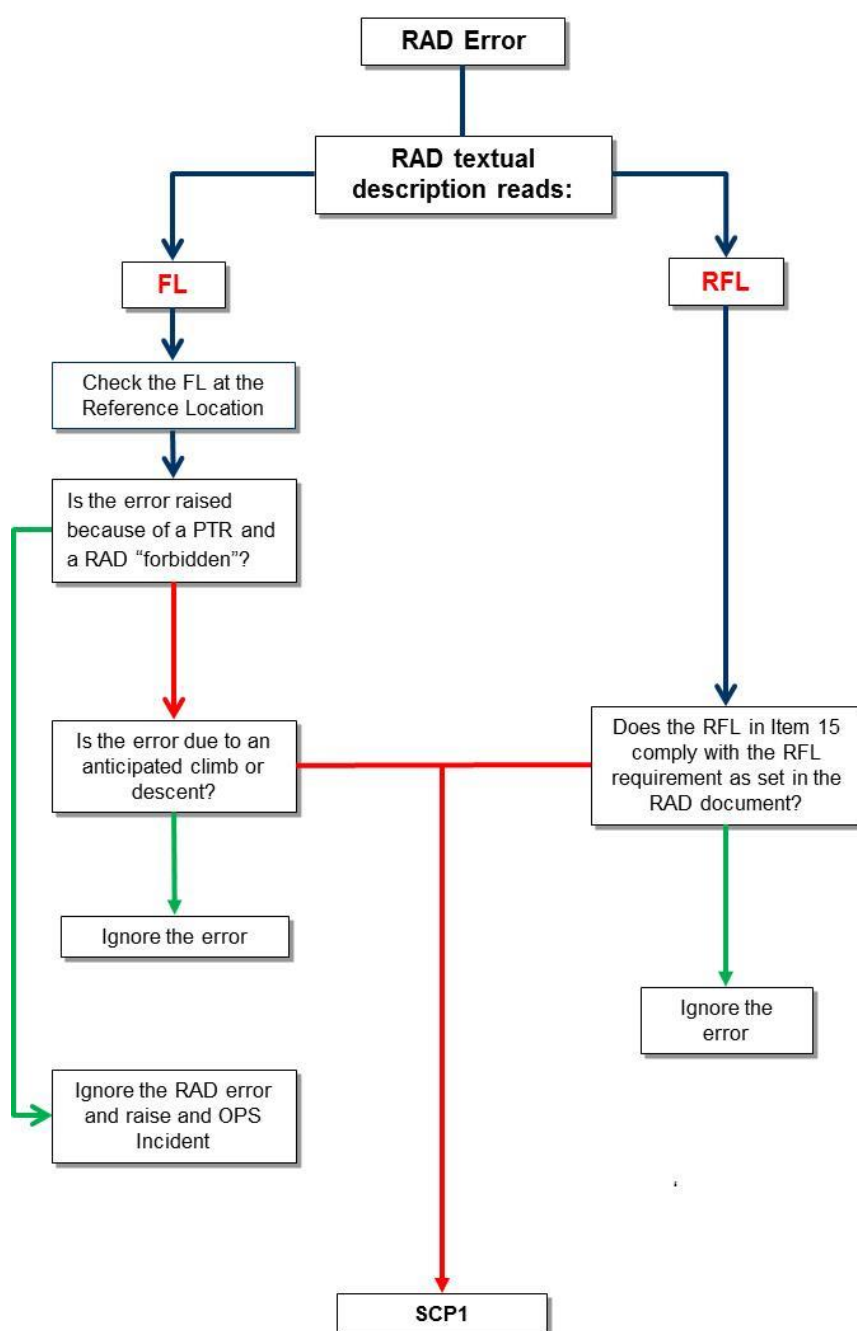 RAD Error
RAD textual
description reads:
FL
RFL
Check the FL at the
Reference Location
Is the error raised
because of a PTR and
a RAD “forbidden”?
Is the error due to an
anticipated climb or
descent?
Does the RFL in Item 15
comply with the RFL
requirement as set in the
RAD document?
Ignore the error
Ignore the
error
Ignore the RAD error
and raise and OPS
Incident
SCP1